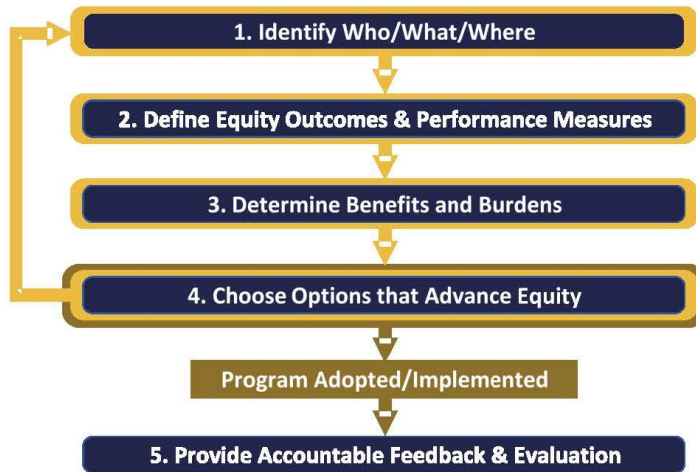 1. Identify Who/What/Where
2. Define Equity Outcomes & Performance Measures
3. Determine Benefits and Burdens
4. Choose Options that Advance Equity
Program Adopted/Implemented
5. Provide Accountable Feedback & Evaluation